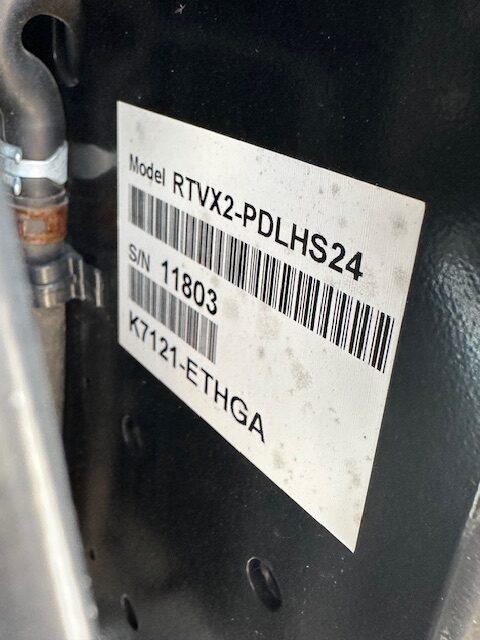 Model RTVX2-PDLHS24
S/N 11803
K7121-ETHGA